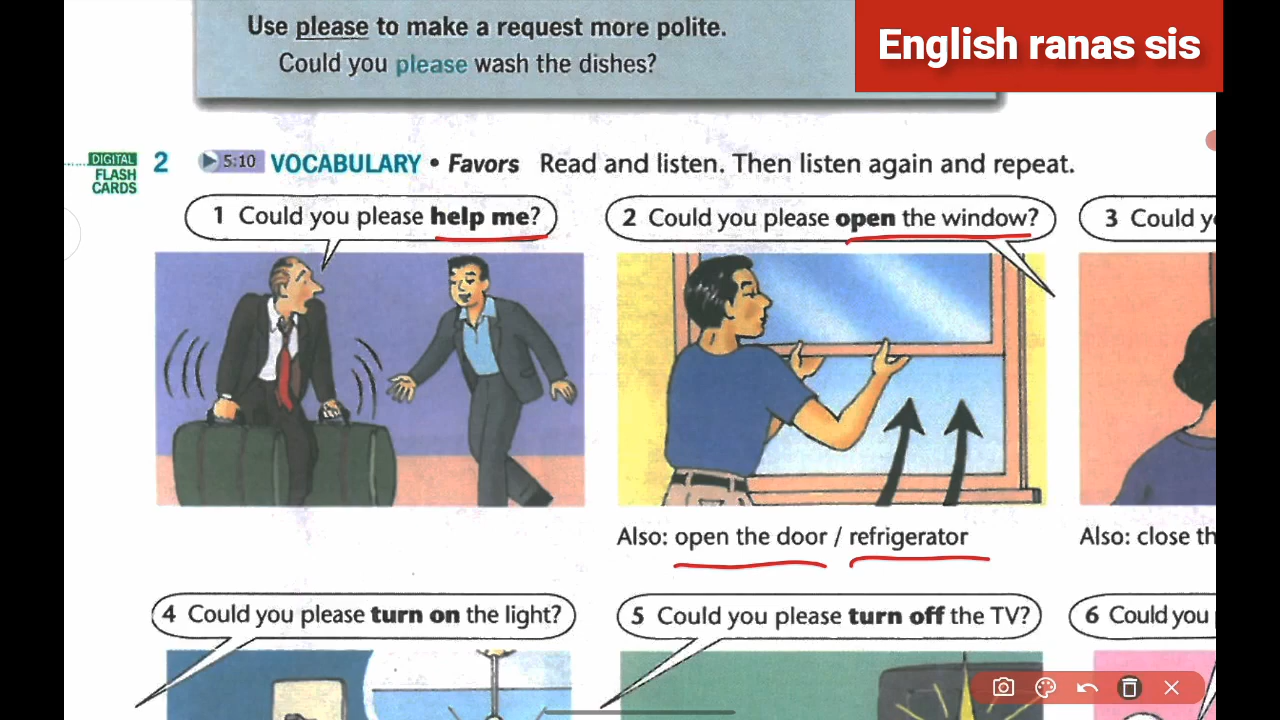 Use please to make a request more polite.
Could you please wash the dishes?
English ranas sis
DIGITAL
FLASH
CARDS
2 5:10 VOCABULARY • Favors Read and listen. Then listen again and repeat.
1 Could you please help me?
2 Could you please open the window?
3 Could y
Also: open the door / refrigerator
Also: close th
4 Could you please turn on the light?
5 Could you please turn off the TV?
6 Could you